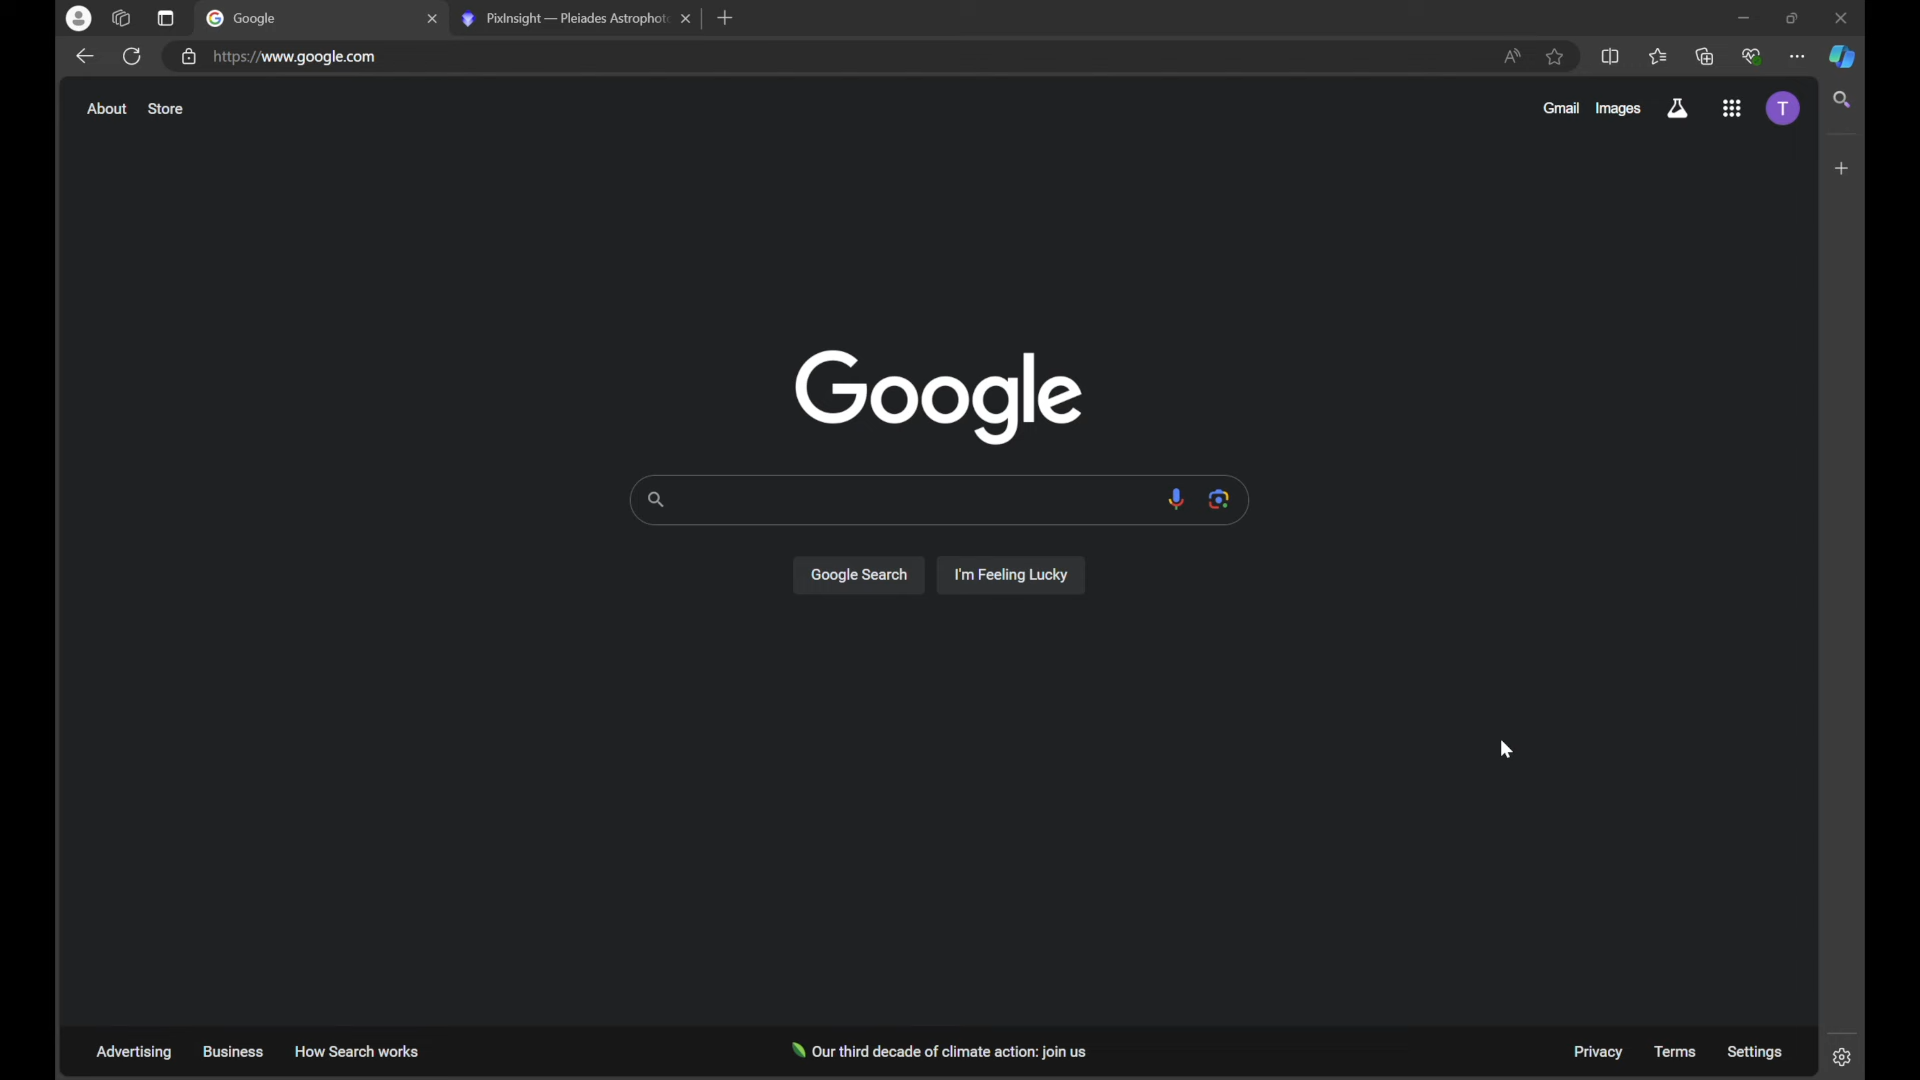 Google
PixInsight — Pleiades Astrophot
https://www.google.com
About Store
Gmail Images
T
Google
Google Search I'm Feeling Lucky
Advertising Business How Search works
Our third decade of climate action: join us
Privacy Terms Settings